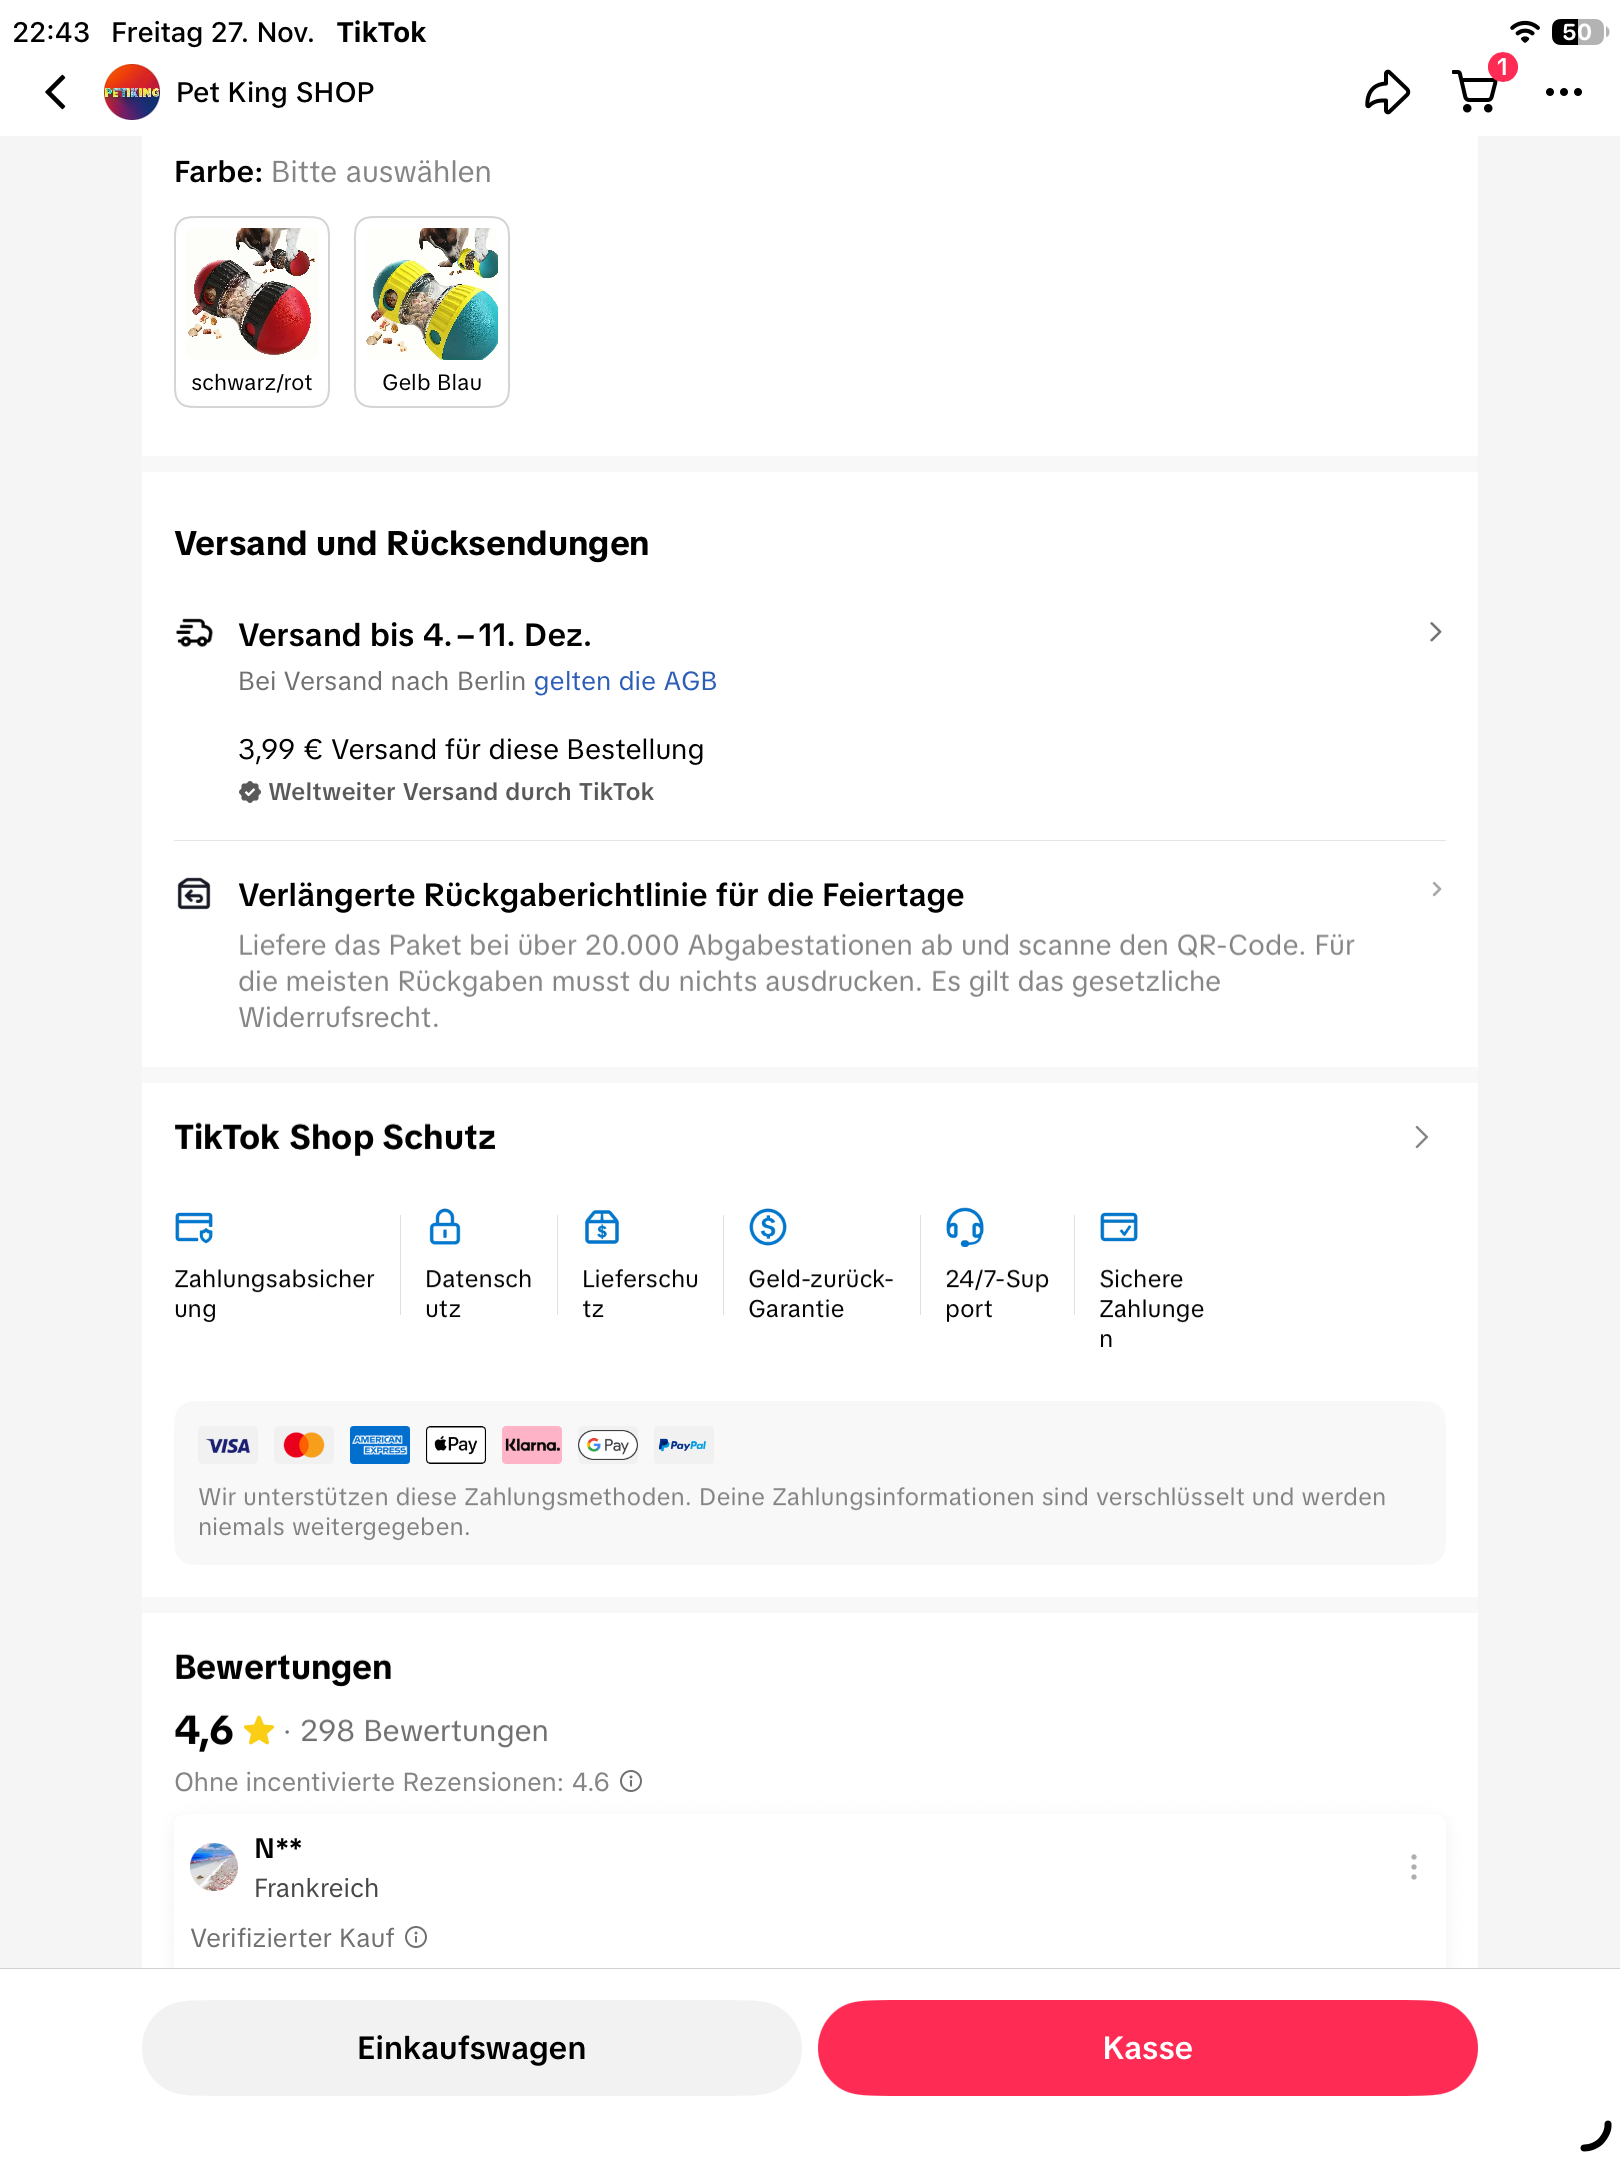 22:43 Freitag 27. Nov. TikTok
50
PETKING
Pet King SHOP
1
Farbe: Bitte auswählen
schwarz/rot
Gelb Blau
Versand und Rücksendungen
Versand bis 4.–11. Dez.
Bei Versand nach Berlin gelten die AGB
3,99 € Versand für diese Bestellung
Weltweiter Versand durch TikTok
Verlängerte Rückgaberichtlinie für die Feiertage
Liefere das Paket bei über 20.000 Abgabestationen ab und scanne den QR-Code. Für
die meisten Rückgaben musst du nichts ausdrucken. Es gilt das gesetzliche
Widerrufsrecht.
TikTok Shop Schutz
Zahlungsabsicher
ung
Datensch
utz
Lieferschu
tz
Geld-zurück-
Garantie
24/7-Sup
port
Sichere
Zahlunge
n
VISA
AMERICAN
EXPRESS
Pay
Klarna.
G Pay
PayPal
Wir unterstützen diese Zahlungsmethoden. Deine Zahlungsinformationen sind verschlüsselt und werden
niemals weitergegeben.
Bewertungen
4,6 · 298 Bewertungen
Ohne incentivierte Rezensionen: 4.6
N**
Frankreich
Verifizierter Kauf
Einkaufswagen
Kasse